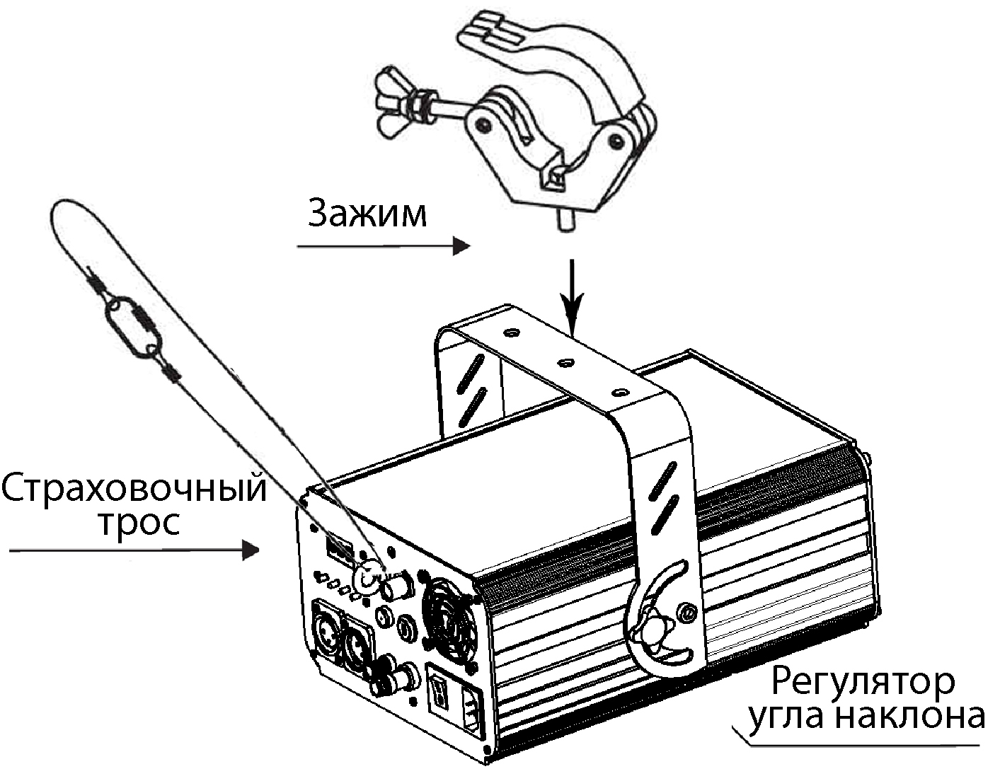 Зажим
Страховочный
трос
Регулятор
угла наклона